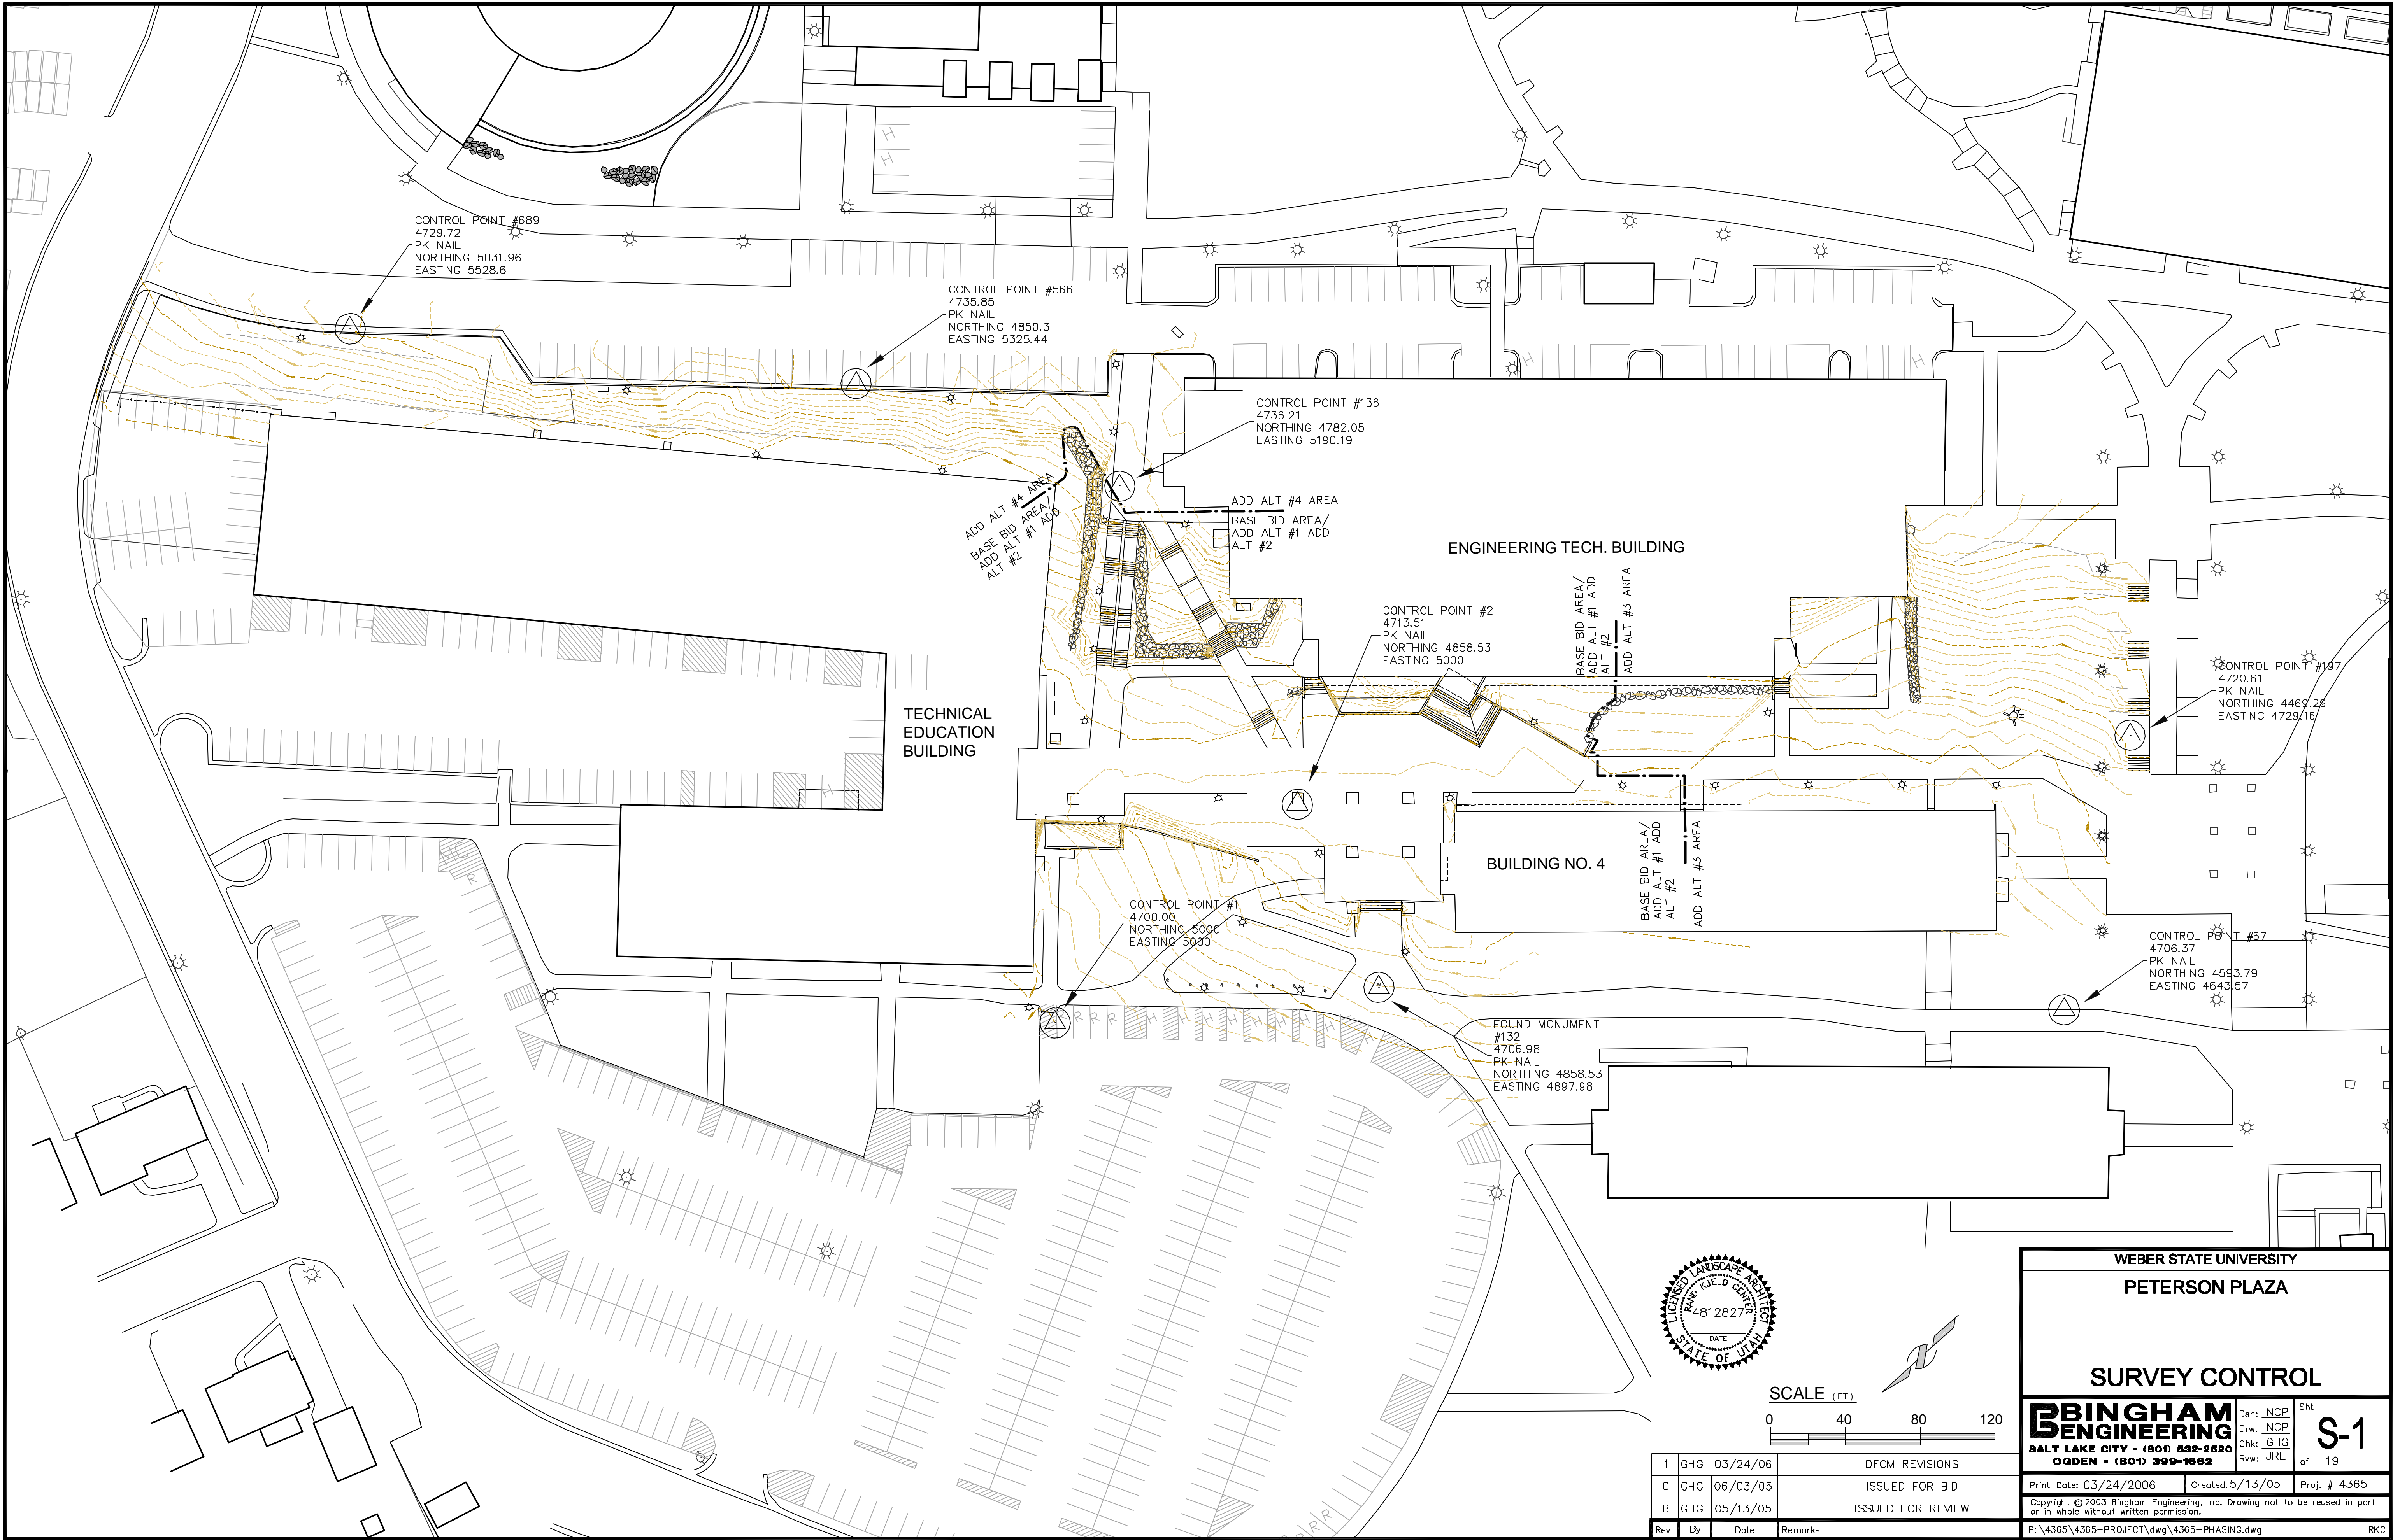 CONTROL POINT #689
4729.72
PK NAIL
NORTHING 5031.96
EASTING 5528.6
CONTROL POINT #566
4735.85
PK NAIL
NORTHING 4850.3
EASTING 5325.44
CONTROL POINT #136
4736.21
NORTHING 4782.05
EASTING 5190.19
ADD ALT #4 AREA
BASE BID AREA/
ADD ALT #1 ADD
ALT #2
ADD ALT #4 AREA
BASE BID AREA/
ADD ALT #1 ADD
ALT #2
ENGINEERING TECH. BUILDING
CONTROL POINT #2
4713.51
PK NAIL
NORTHING 4858.53
EASTING 5000
BASE BID AREA/
ADD ALT #1 ADD
ALT #2
ADD ALT #3 AREA
CONTROL POINT #197
4720.61
PK NAIL
NORTHING 4469.29
EASTING 4729.16
TECHNICAL
EDUCATION
BUILDING
BUILDING NO. 4
BASE BID AREA/
ADD ALT #1 ADD
ALT #2
ADD ALT #3 AREA
CONTROL POINT #1
4700.00
NORTHING 5000
EASTING 5000
CONTROL POINT #67
4706.37
PK NAIL
NORTHING 4593.79
EASTING 4643.57
FOUND MONUMENT
#132
4706.98
PK NAIL
NORTHING 4858.53
EASTING 4897.98
MC
R
R R R H H H H H H H H
H
H
H
H
H
R R R
LICENSED LANDSCAPE ARCHITECT
RAND KJELD CENTER
4812827
DATE
STATE OF UTAH
SCALE (FT)
0 40 80 120
1 GHG 03/24/06 DFCM REVISIONS
0 GHG 06/03/05 ISSUED FOR BID
B GHG 05/13/05 ISSUED FOR REVIEW
Rev. By Date Remarks
WEBER STATE UNIVERSITY
PETERSON PLAZA
SURVEY CONTROL
BINGHAM
ENGINEERING
SALT LAKE CITY - (801) 532-2520
OGDEN - (801) 399-1662
Dsn: NCP
Drw: NCP
Chk: GHG
Rvw: JRL
Sht
S-1
of 19
Print Date: 03/24/2006
Created: 5/13/05
Proj. # 4365
Copyright © 2003 Bingham Engineering, Inc. Drawing not to be reused in part
or in whole without written permission.
P:\4365\4365-PROJECT\dwg\4365-PHASING.dwg RKC